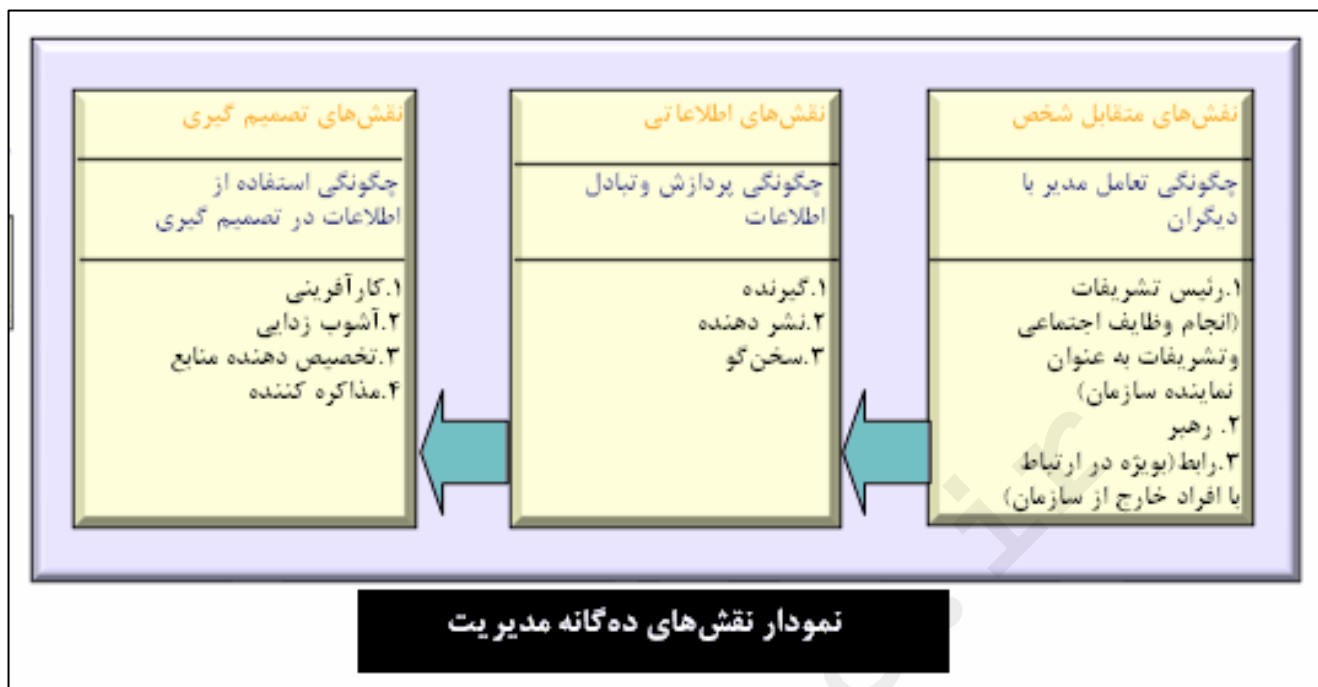 نقش‌های متقابل شخص
چگونگی تعامل مدیر با
دیگران
۱.رئیس تشریفات
(انجام وظایف اجتماعی
وتشریفات به عنوان
نماینده سازمان)
۲. رهبر
۳.رابط(بویژه در ارتباط
با افراد خارج از سازمان)
نقش‌های اطلاعاتی
چگونگی پردازش وتبادل
اطلاعات
۱.گیرنده
۲.نشر دهنده
۳.سخن‌گو
نقش‌های تصمیم گیری
چگونگی استفاده از
اطلاعات در تصمیم گیری
۱.کارآفرینی
۲.آشوب زدایی
۳.تخصیص دهنده منابع
۴.مذاکره کننده
نمودار نقش‌های ده‌گانه مدیریت
.ir